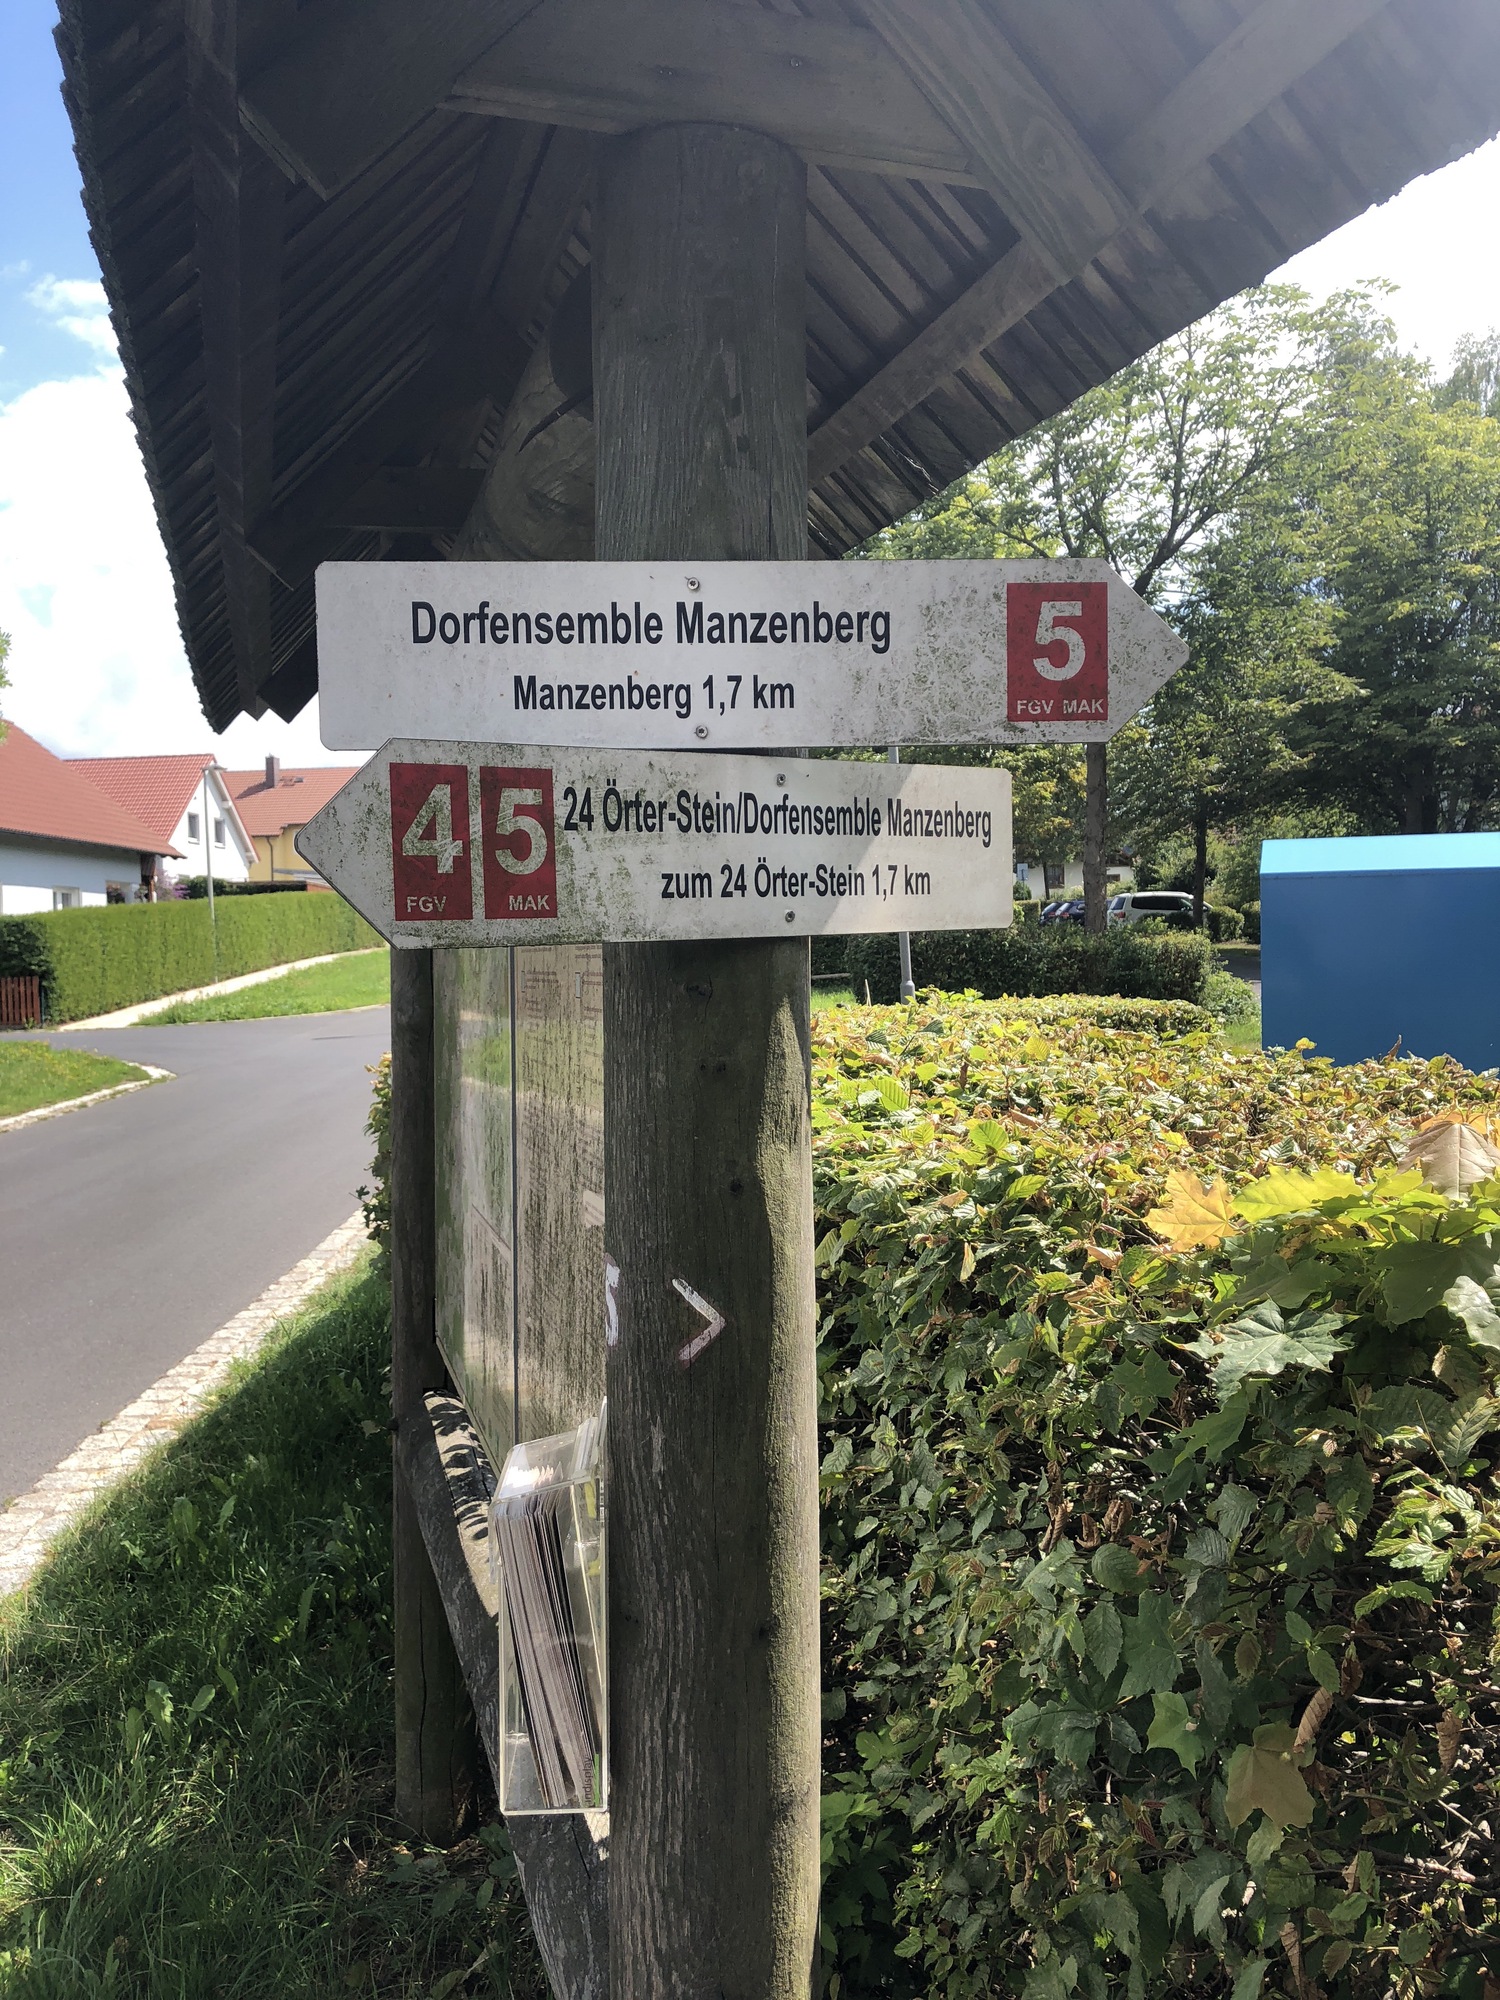 Dorfensemble Manzenberg
Manzenberg 1,7 km
5
FGV MAK
4 5
FGV MAK
24 Örter-Stein/Dorfensemble Manzenberg
zum 24 Örter-Stein 1,7 km
5 >